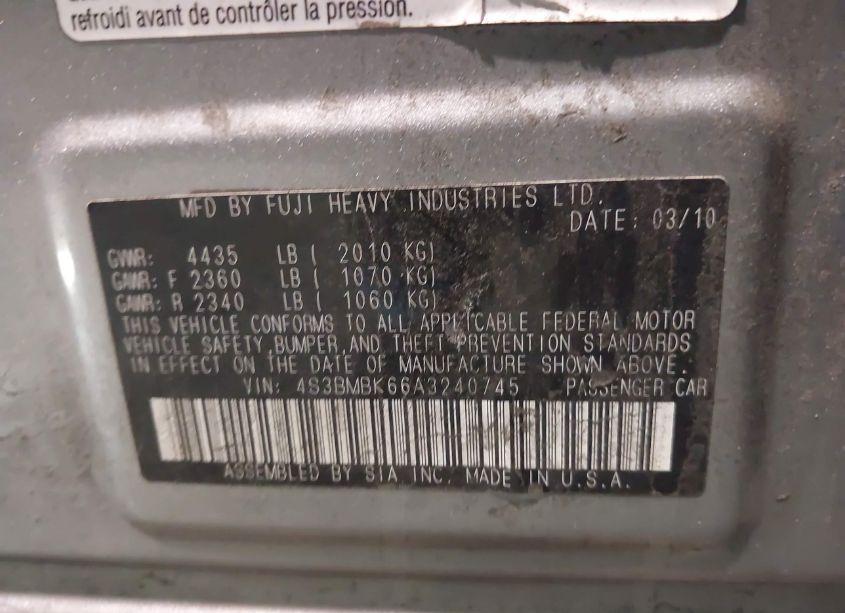 refroidi avant de contrôler la pression.
MFD BY FUJI HEAVY INDUSTRIES LTD.
DATE: 03/10
GVWR: 4435 LB ( 2010 KG)
GAWR: F 2360 LB ( 1070 KG)
GAWR: R 2340 LB ( 1060 KG)
THIS VEHICLE CONFORMS TO ALL APPLICABLE FEDERAL MOTOR
VEHICLE SAFETY,BUMPER,AND THEFT PREVENTION STANDARDS
IN EFFECT ON THE DATE OF MANUFACTURE SHOWN ABOVE.
VIN: 4S3BMBK66A3240745 PASSENGER CAR
ASSEMBLED BY SIA INC. MADE IN U.S.A.